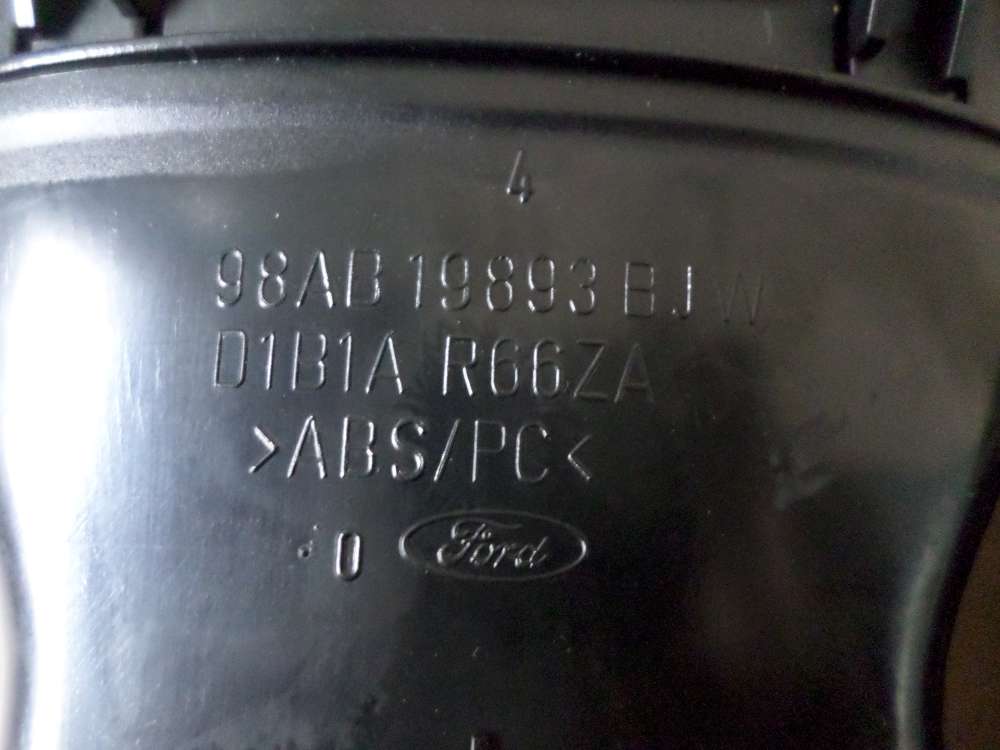 4
98AB 19893 BJW
D1B1A R66ZA
>ABS/PC<
0 Ford